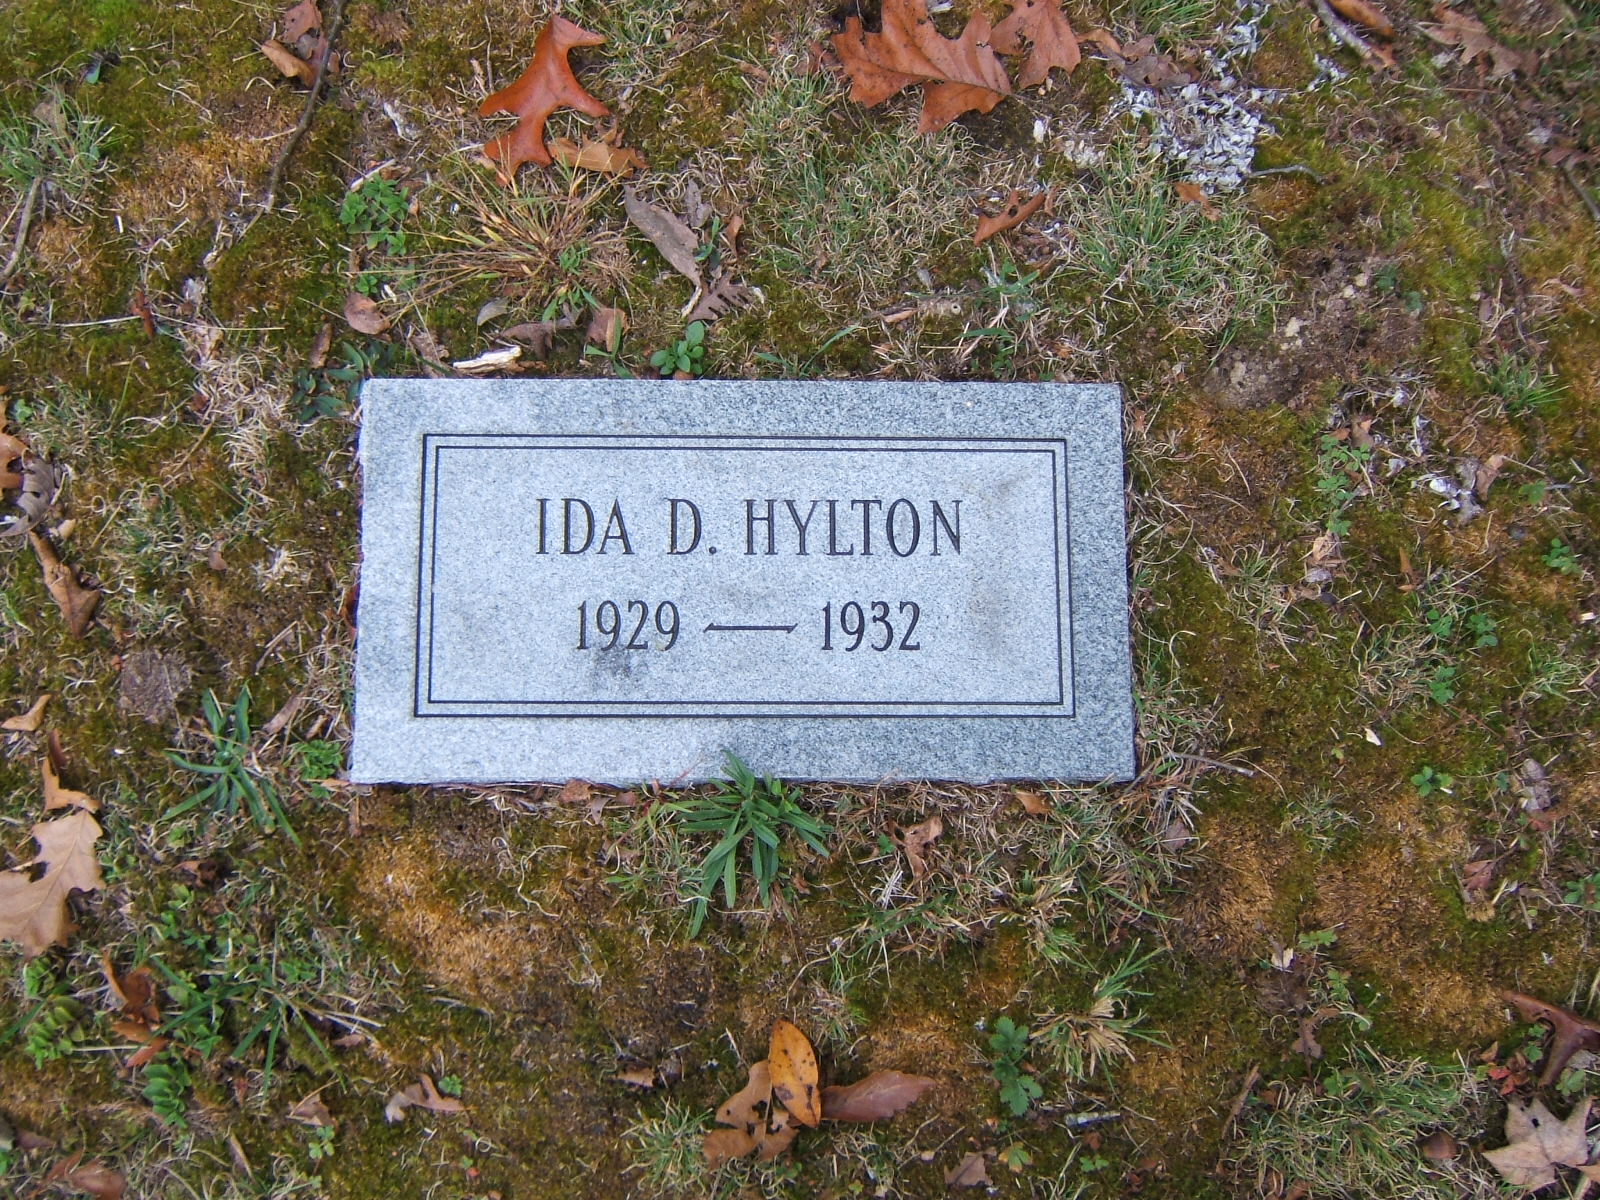 IDA D. HYLTON
1929 — 1932